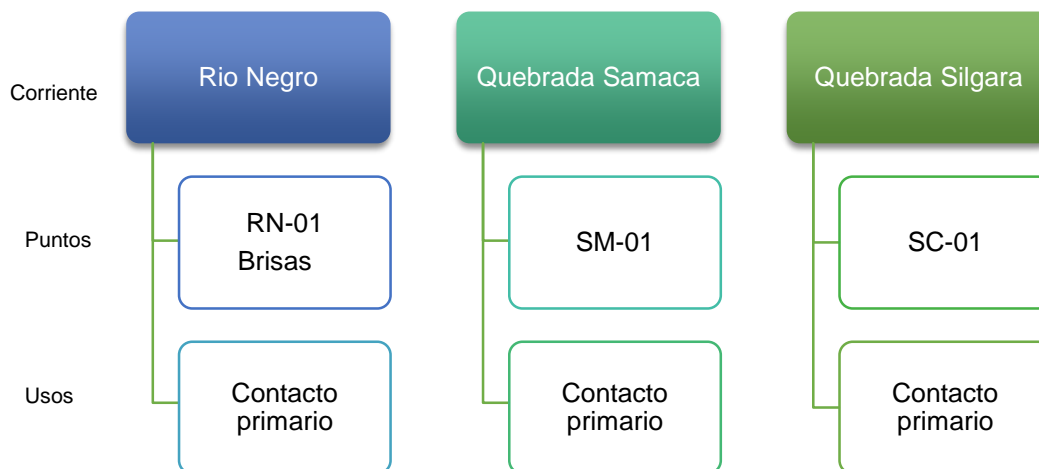 Corriente
Rio Negro
Quebrada Samaca
Quebrada Silgara
Puntos
RN-01
Brisas
SM-01
SC-01
Usos
Contacto
primario
Contacto
primario
Contacto
primario